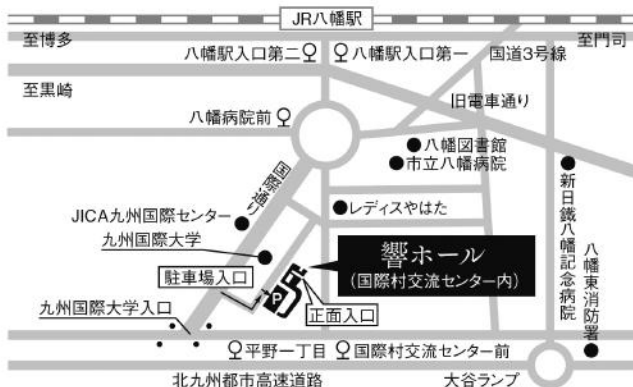 JR八幡駅
至博多
八幡駅入口第二
八幡駅入口第一
国道3号線
至門司
至黒崎
旧電車通り
八幡病院前
八幡図書館
市立八幡病院
国際通り
レディスやはた
JICA九州国際センター
九州国際大学
新日鐵八幡記念病院
響ホール
(国際村交流センター内)
駐車場入口
八幡東消防署
P
九州国際大学入口
正面入口
平野一丁目
国際村交流センター前
北九州都市高速道路
大谷ランプ